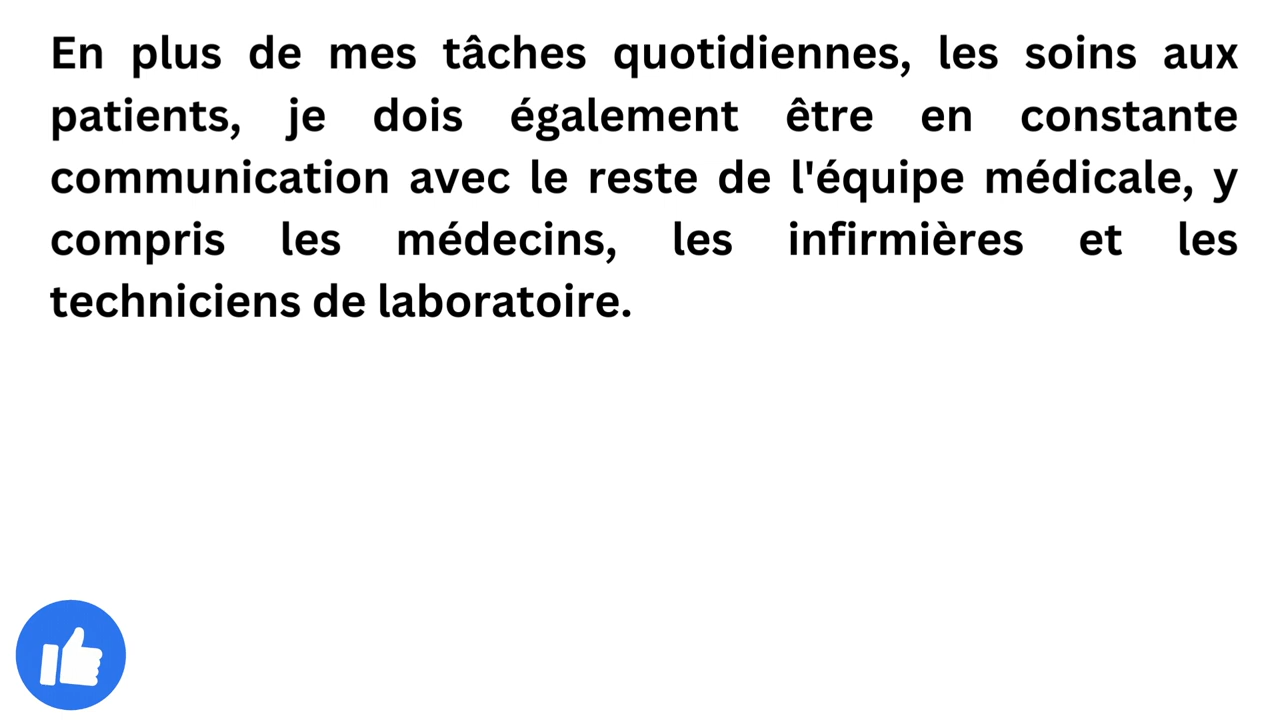 En plus de mes tâches quotidiennes, les soins aux
patients, je dois également être en constante
communication avec le reste de l'équipe médicale, y
compris les médecins, les infirmières et les
techniciens de laboratoire.